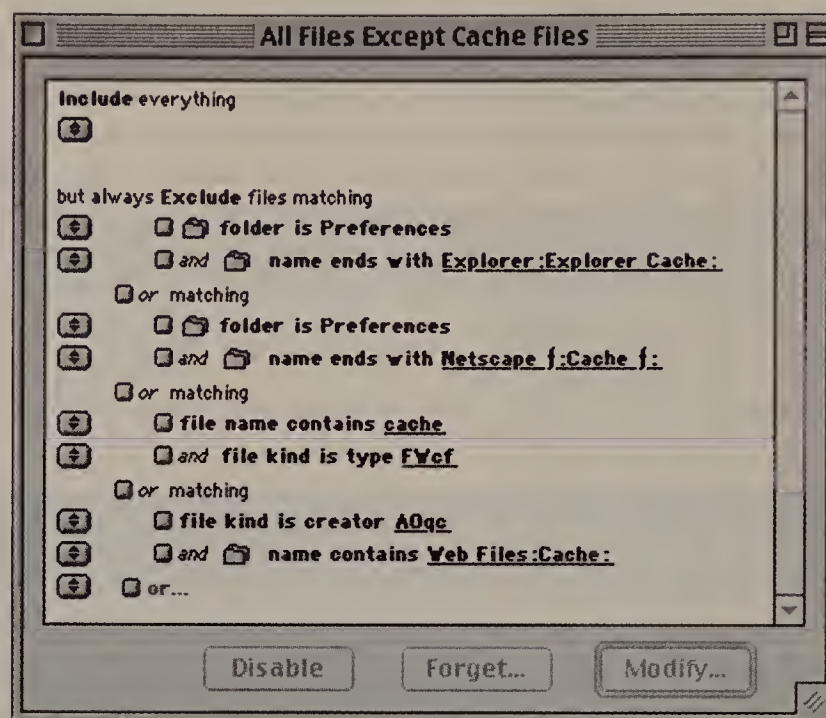 All Files Except Cache Files
Include everything
but always Exclude files matching
folder is Preferences
and name ends with Explorer:Explorer Cache:
or matching
folder is Preferences
and name ends with Netscape ƒ:Cache ƒ:
or matching
file name contains cache
and file kind is type FWcf
or matching
file kind is creator AOqc
and name contains Web Files:Cache:
or...
Disable Forget... Modify...